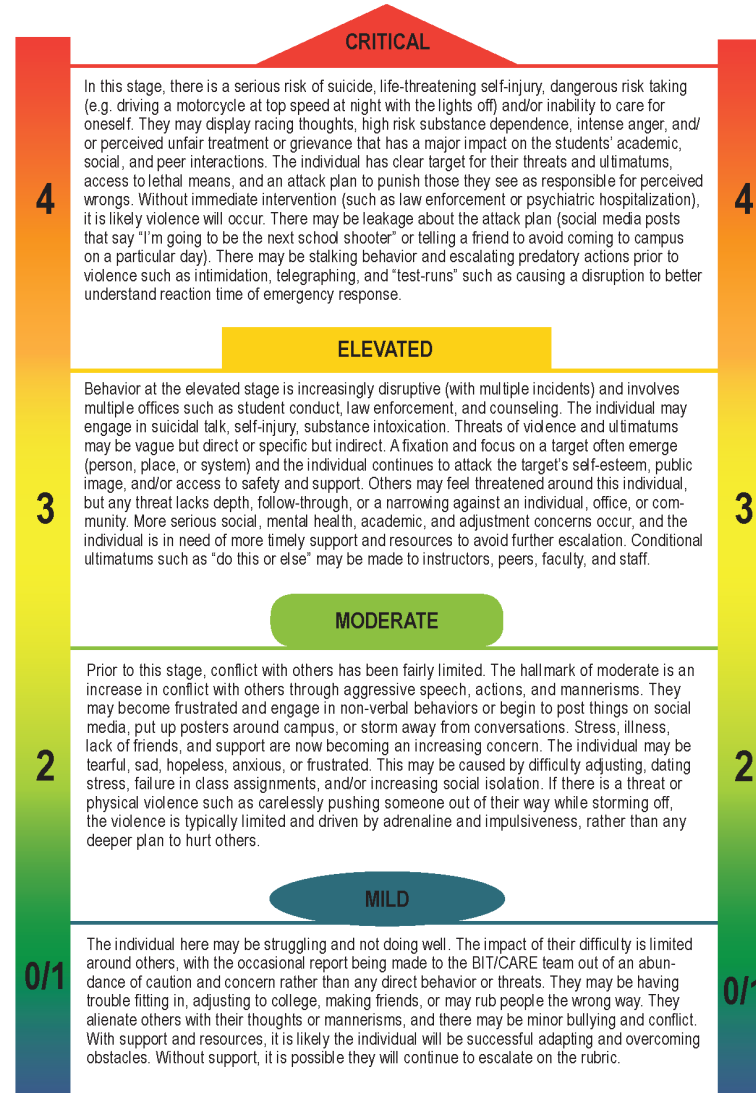 CRITICAL
In this stage, there is a serious risk of suicide, life-threatening self-injury, dangerous risk taking
(e.g. driving a motorcycle at top speed at night with the lights off) and/or inability to care for
oneself. They may display racing thoughts, high risk substance dependence, intense anger, and/
or perceived unfair treatment or grievance that has a major impact on the students' academic,
social, and peer interactions. The individual has clear target for their threats and ultimatums,
access to lethal means, and an attack plan to punish those they see as responsible for perceived
wrongs. Without immediate intervention (such as law enforcement or psychiatric hospitalization),
it is likely violence will occur. There may be leakage about the attack plan (social media posts
that say “I'm going to be the next school shooter” or telling a friend to avoid coming to campus
on a particular day). There may be stalking behavior and escalating predatory actions prior to
violence such as intimidation, telegraphing, and “test-runs” such as causing a disruption to better
understand reaction time of emergency response.
4
4
ELEVATED
Behavior at the elevated stage is increasingly disruptive (with multiple incidents) and involves
multiple offices such as student conduct, law enforcement, and counseling. The individual may
engage in suicidal talk, self-injury, substance intoxication. Threats of violence and ultimatums
may be vague but direct or specific but indirect. A fixation and focus on a target often emerge
(person, place, or system) and the individual continues to attack the target's self-esteem, public
image, and/or access to safety and support. Others may feel threatened around this individual,
but any threat lacks depth, follow-through, or a narrowing against an individual, office, or com-
munity. More serious social, mental health, academic, and adjustment concerns occur, and the
individual is in need of more timely support and resources to avoid further escalation. Conditional
ultimatums such as “do this or else” may be made to instructors, peers, faculty, and staff.
3
3
MODERATE
Prior to this stage, conflict with others has been fairly limited. The hallmark of moderate is an
increase in conflict with others through aggressive speech, actions, and mannerisms. They
may become frustrated and engage in non-verbal behaviors or begin to post things on social
media, put up posters around campus, or storm away from conversations. Stress, illness,
lack of friends, and support are now becoming an increasing concern. The individual may be
tearful, sad, hopeless, anxious, or frustrated. This may be caused by difficulty adjusting, dating
stress, failure in class assignments, and/or increasing social isolation. If there is a threat or
physical violence such as carelessly pushing someone out of their way while storming off,
the violence is typically limited and driven by adrenaline and impulsiveness, rather than any
deeper plan to hurt others.
2
2
MILD
The individual here may be struggling and not doing well. The impact of their difficulty is limited
around others, with the occasional report being made to the BIT/CARE team out of an abun-
dance of caution and concern rather than any direct behavior or threats. They may be having
trouble fitting in, adjusting to college, making friends, or may rub people the wrong way. They
alienate others with their thoughts or mannerisms, and there may be minor bullying and conflict.
With support and resources, it is likely the individual will be successful adapting and overcoming
obstacles. Without support, it is possible they will continue to escalate on the rubric.
0/1
0/1